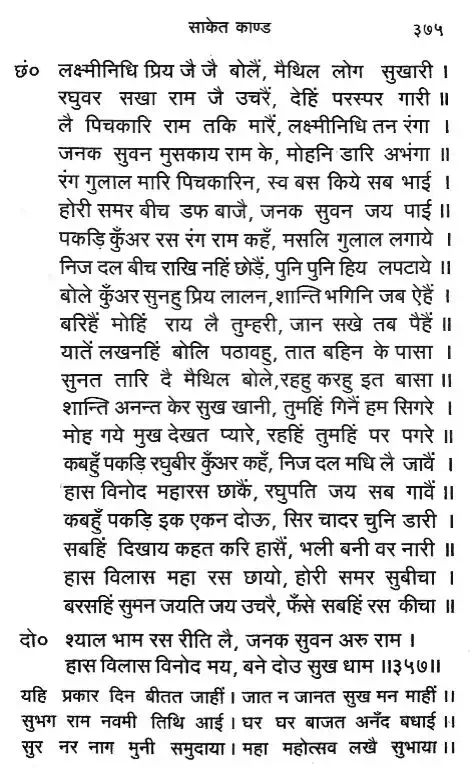 साकेत काण्ड ३७५
छं० लक्ष्मीनिधि प्रिय जै जै बोलैं, मैथिल लोग सुखारी ।
रघुवर सखा राम जै उचरैं, देहिं परस्पर गारी ॥
लै पिचकारि राम तकि मारैं, लक्ष्मीनिधि तन रंगा ।
जनक सुवन मुसकाय राम के, मोहनि डारि अभंगा ॥
रंग गुलाल मारि पिचकारिन, स्व बस किये सब भाई ।
होरी समर बीच डफ बाजै, जनक सुवन जय पाई ॥
पकड़ि कुँअर रस रंग राम कहँ, मसलि गुलाल लगाये ।
निज दल बीच राखि नहिं छोड़ैं, पुनि पुनि हिय लपटाये ॥
बोले कुँअर सुनहु प्रिय लालन, शान्ति भगिनि जब ऐहैं ।
बरिहैं मोहिं राय लै तुम्हरी, जान सखे तब पैहैं ॥
यातें लखनहिं बोलि पठावहु, तात बहिन के पासा ।
सुनत तारि दै मैथिल बोले, रहहु करहु इत बासा ॥
शान्ति अनन्त केर सुख खानी, तुमहिं गिनैं हम सिगरे ।
मोह गये मुख देखत प्यारे, रहहिं तुमहिं पर पगरे ॥
कबहुँ पकड़ि रघुबीर कुँअर कहँ, निज दल मधि लै जावैं ।
हास विनोद महारस छाकैं, रघुपति जय सब गावैं ॥
कबहुँ पकड़ि इक एकन दोऊ, सिर चादर चुनि डारी ।
सबहिं दिखाय कहत करि हासैं, भली बनी वर नारी ॥
हास विलास महा रस छायो, होरी समर सुबीचा ।
बरसहिं सुमन जयति जय उचरै, फँसे सबहिं रस कीचा ॥
दो० श्याल भाम रस रीति लै, जनक सुवन अरु राम ।
हास विलास विनोद मय, बने दोउ सुख धाम ॥३५७॥
यहि प्रकार दिन बीतत जाहीं । जात न जानत सुख मन माहीं ।।
सुभग राम नवमी तिथि आई । घर घर बाजत अनँद बधाई ।।
सुर नर नाग मुनी समुदाया । महा महोत्सव लखै सुभाया ।।